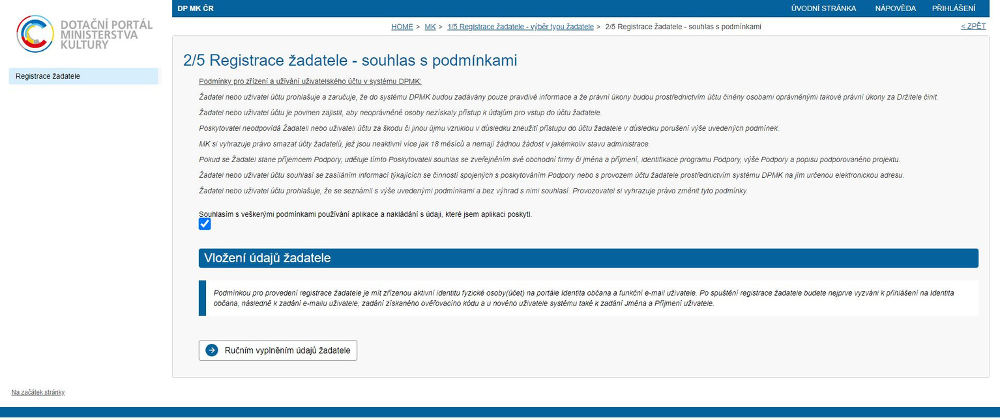 DP MK ČR
ÚVODNÍ STRÁNKA
NÁPOVĚDA
PŘIHLÁŠENÍ
DOTAČNÍ PORTÁL
MINISTERSTVA
KULTURY
HOME > MK > 1/5 Registrace žadatele - výběr typu žadatele > 2/5 Registrace žadatele - souhlas s podmínkami
< ZPĚT
Registrace žadatele
2/5 Registrace žadatele - souhlas s podmínkami
Podmínky pro zřízení a užívání uživatelského účtu v systému DPMK:
Žadatel nebo uživatel účtu prohlašuje a zaručuje, že do systému DPMK budou zadávány pouze pravdivé informace a že právní úkony budou prostřednictvím účtu činěny osobami oprávněnými takové právní úkony za Držitele činit.
Žadatel nebo uživatel účtu je povinen zajistit, aby neoprávněné osoby nezískaly přístup k údajům pro vstup do účtu žadatele.
Poskytovatel neodpovídá Žadateli nebo uživateli účtu za škodu či jinou újmu vzniklou v důsledku zneužití přístupu do účtu žadatele v důsledku porušení výše uvedených podmínek.
MK si vyhrazuje právo smazat účty žadatelů, jež jsou neaktivní více jak 18 měsíců a nemají žádnou žádost v jakémkoliv stavu administrace.
Pokud se Žadatel stane příjemcem Podpory, uděluje tímto Poskytovateli souhlas se zveřejněním své obchodní firmy či jména a příjmení, identifikace programu Podpory, výše Podpory a popisu podporovaného projektu.
Žadatel nebo uživatel účtu souhlasí se zasíláním informací týkajících se činností spojených s poskytováním Podpory nebo s provozem účtu žadatele prostřednictvím systému DPMK na jím určenou elektronickou adresu.
Žadatel nebo uživatel účtu prohlašuje, že se seznámil s výše uvedenými podmínkami a bez výhrad s nimi souhlasí. Provozovatel si vyhrazuje právo změnit tyto podmínky.
Souhlasím s veškerými podmínkami používání aplikace a nakládání s údaji, které jsem aplikaci poskytl.
Vložení údajů žadatele
Podmínkou pro provedení registrace žadatele je mít zřízenou aktivní identitu fyzické osoby(účet) na portále Identita občana a funkční e-mail uživatele. Po spuštění registrace žadatele budete nejprve vyzváni k přihlášení na Identita
občana, následně k zadání e-mailu uživatele, zadání získaného ověřovacího kódu a u nového uživatele systému také k zadání Jména a Příjmení uživatele.
Ručním vyplněním údajů žadatele
Na začátek stránky